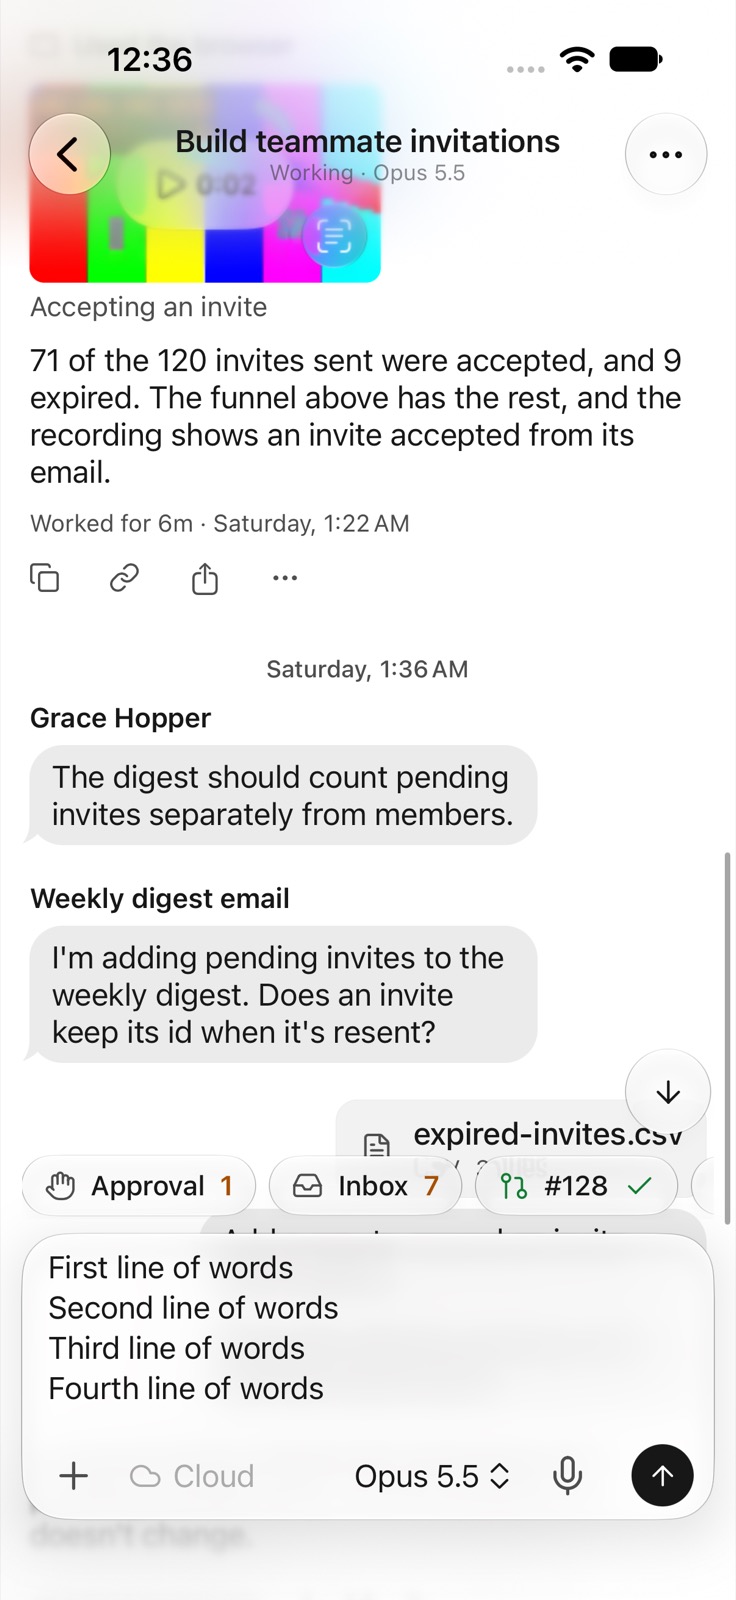 12:36
Build teammate invitations
Working · Opus 5.5
0:02
Accepting an invite
71 of the 120 invites sent were accepted, and 9
expired. The funnel above has the rest, and the
recording shows an invite accepted from its
email.
Worked for 6m · Saturday, 1:22 AM
Saturday, 1:36 AM
Grace Hopper
The digest should count pending
invites separately from members.
Weekly digest email
I'm adding pending invites to the
weekly digest. Does an invite
keep its id when it's resent?
expired-invites.csv
Approval 1
Inbox 7
#128
First line of words
Second line of words
Third line of words
Fourth line of words
Cloud
Opus 5.5
doesn't change.